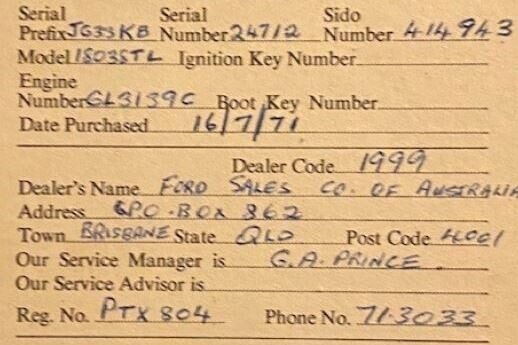 Serial Serial Sido
Prefix JG33KB Number 24712 Number 414943
Model 18035TL Ignition Key Number
Engine
Number GL3139C Boot Key Number
Date Purchased 16/7/71
Dealer Code 1999
Dealer's Name FORD SALES CO. OF AUSTRALIA
Address GPO.BOX 862
Town BRISBANE State QLD Post Code 4001
Our Service Manager is G.A. PRINCE.
Our Service Advisor is
Reg. No. PTX 804 Phone No. 71-3033